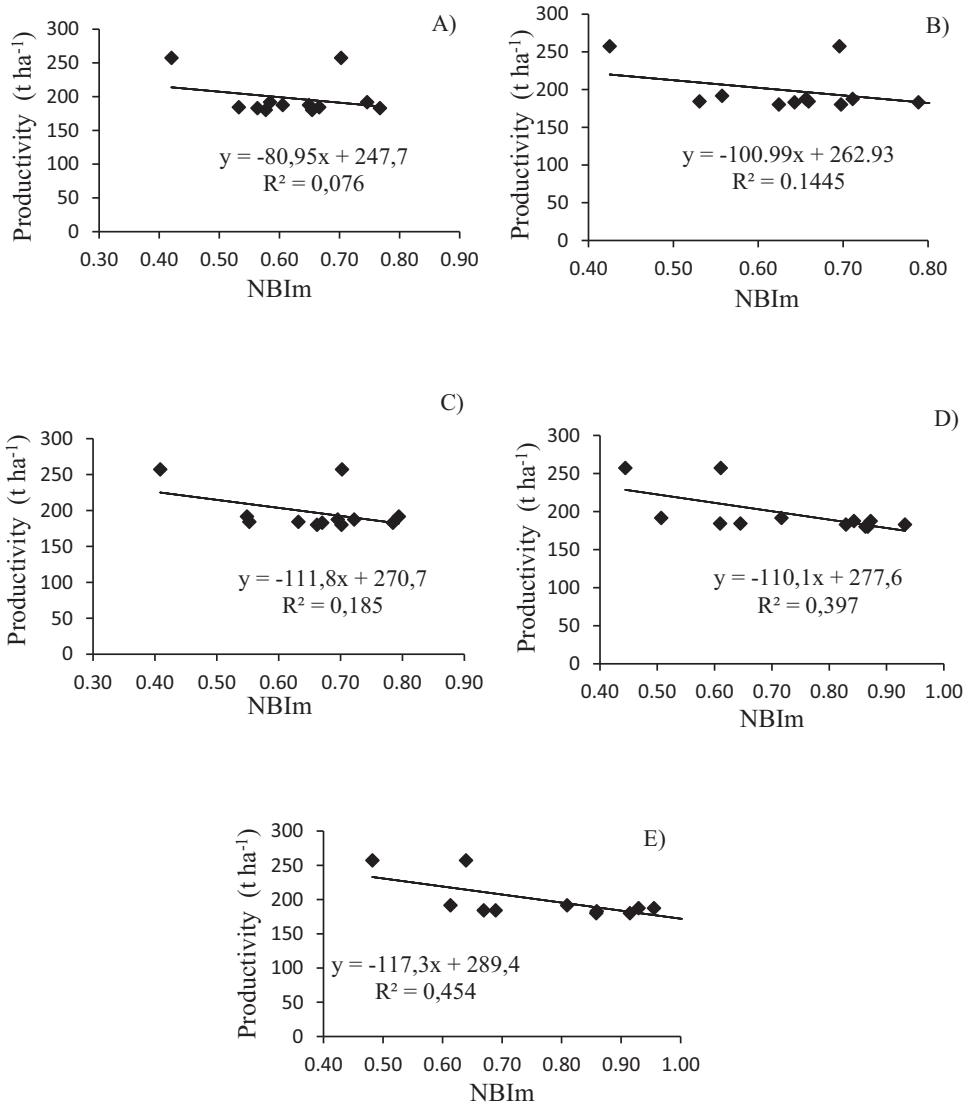 A)
Productivity (t ha⁻¹)
300
250
200
150
100
50
0
y = -80,95x + 247,7
R² = 0,076
0.30 0.40 0.50 0.60 0.70 0.80 0.90
NBIm
B)
Productivity (t ha⁻¹)
300
250
200
150
100
50
0
y = -100.99x + 262.93
R² = 0.1445
0.40 0.50 0.60 0.70 0.80
NBIm
C)
Productivity (t ha⁻¹)
300
250
200
150
100
50
0
y = -111,8x + 270,7
R² = 0,185
0.30 0.40 0.50 0.60 0.70 0.80 0.90
NBIm
D)
Productivity (t ha⁻¹)
300
250
200
150
100
50
0
y = -110,1x + 277,6
R² = 0,397
0.40 0.50 0.60 0.70 0.80 0.90 1.00
NBIm
E)
Productivity (t ha⁻¹)
300
250
200
150
100
50
0
y = -117,3x + 289,4
R² = 0,454
0.40 0.50 0.60 0.70 0.80 0.90 1.00
NBIm